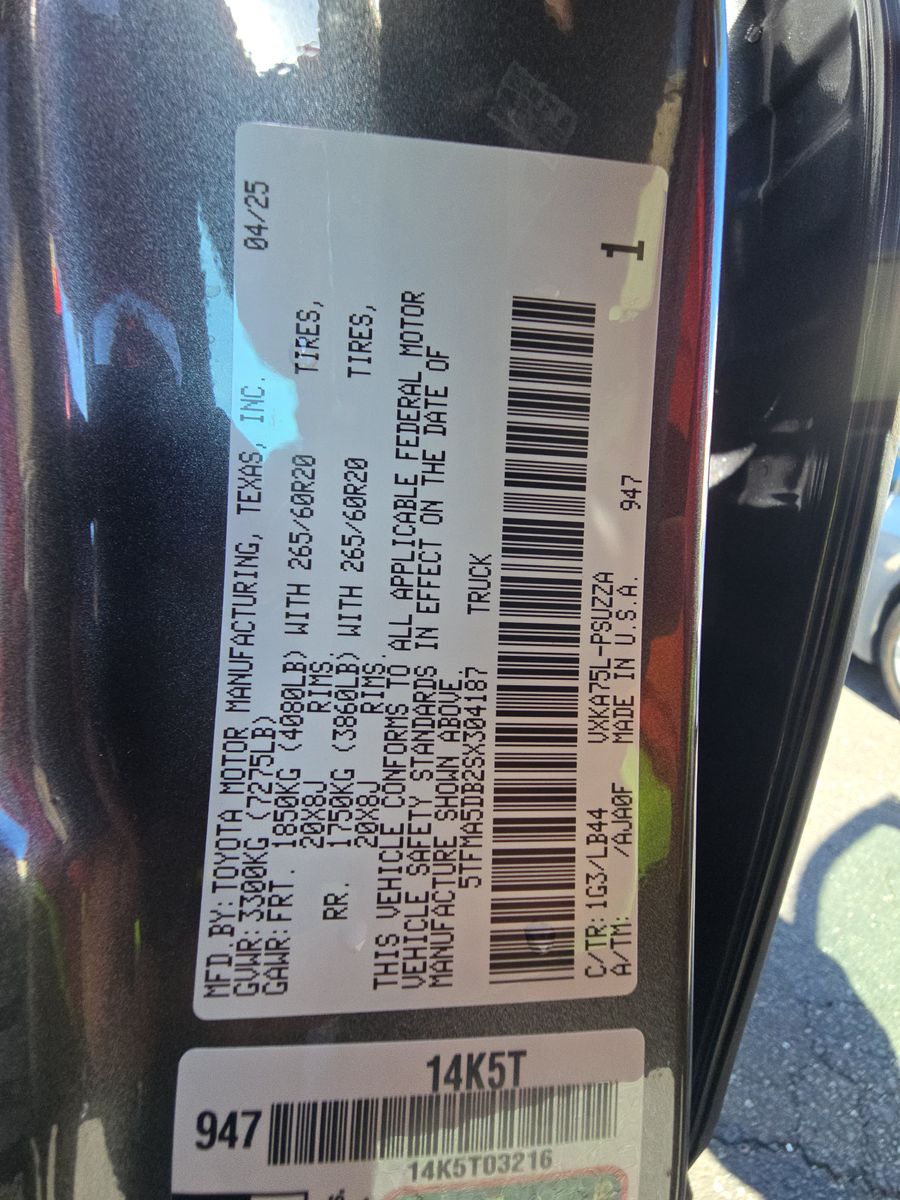 MFD.BY: TOYOTA MOTOR MANUFACTURING, TEXAS, INC. 04/25
GVWR: 3300KG (7275LB)
GAWR: FRT. 1850KG (4080LB) WITH 265/60R20 TIRES,
20X8J RIMS
RR. 1750KG (3860LB) WITH 265/60R20 TIRES,
20X8J RIMS
THIS VEHICLE CONFORMS TO ALL APPLICABLE FEDERAL MOTOR
VEHICLE SAFETY STANDARDS IN EFFECT ON THE DATE OF
MANUFACTURE SHOWN ABOVE.
5TFMA5DB2SX304187 TRUCK
C/TR: 1G3/LB44 VXKA75L-PSUZZA
A/TM: /AJA0F MADE IN U.S.A. 947 1
14K5T
947
14K5T03216